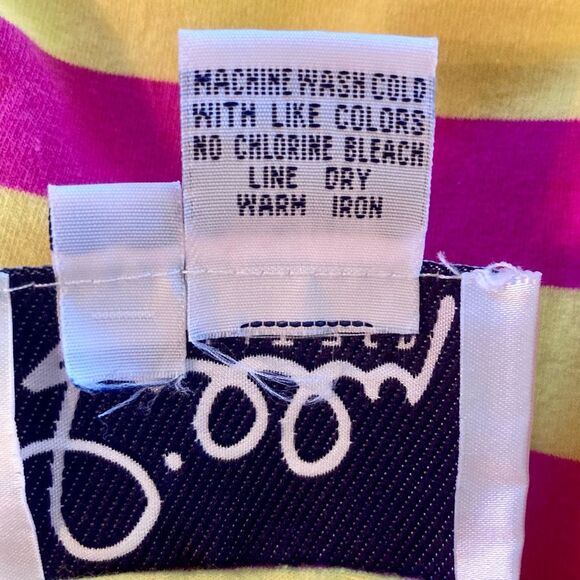 MACHINE WASH COLD
WITH LIKE COLORS
NO CHLORINE BLEACH
LINE DRY
WARM IRON